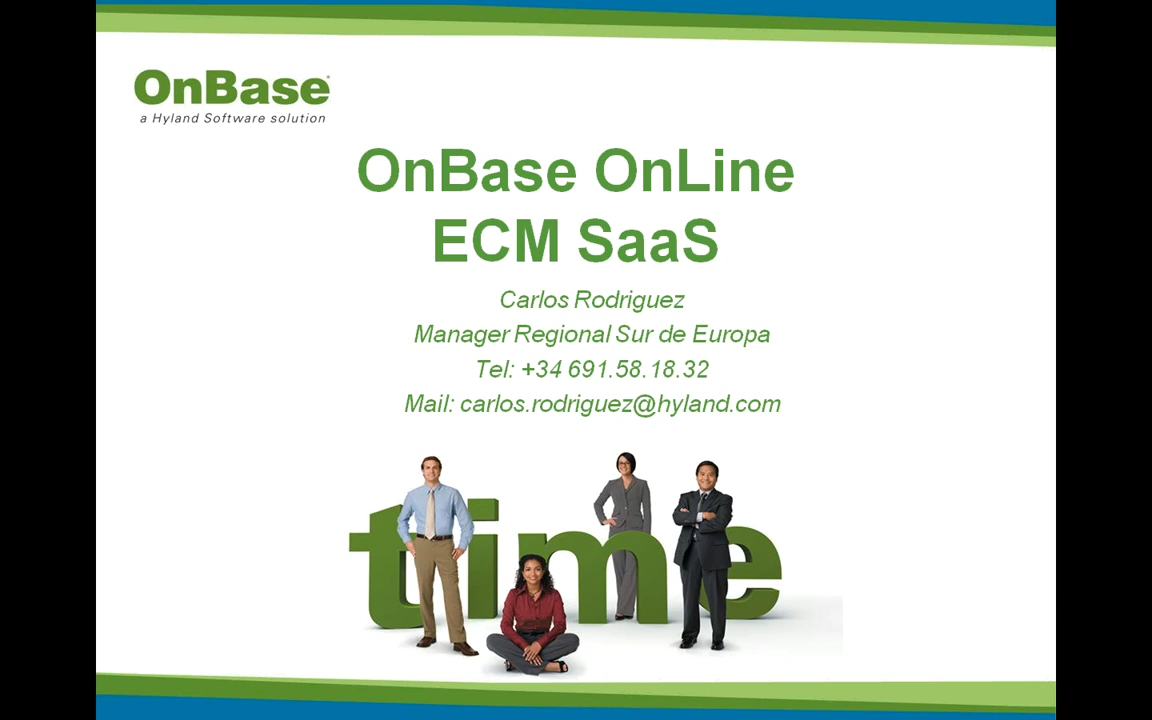 OnBase®
a Hyland Software solution
OnBase OnLine
ECM SaaS
Carlos Rodriguez
Manager Regional Sur de Europa
Tel: +34 691.58.18.32
Mail: carlos.rodriguez@hyland.com
time